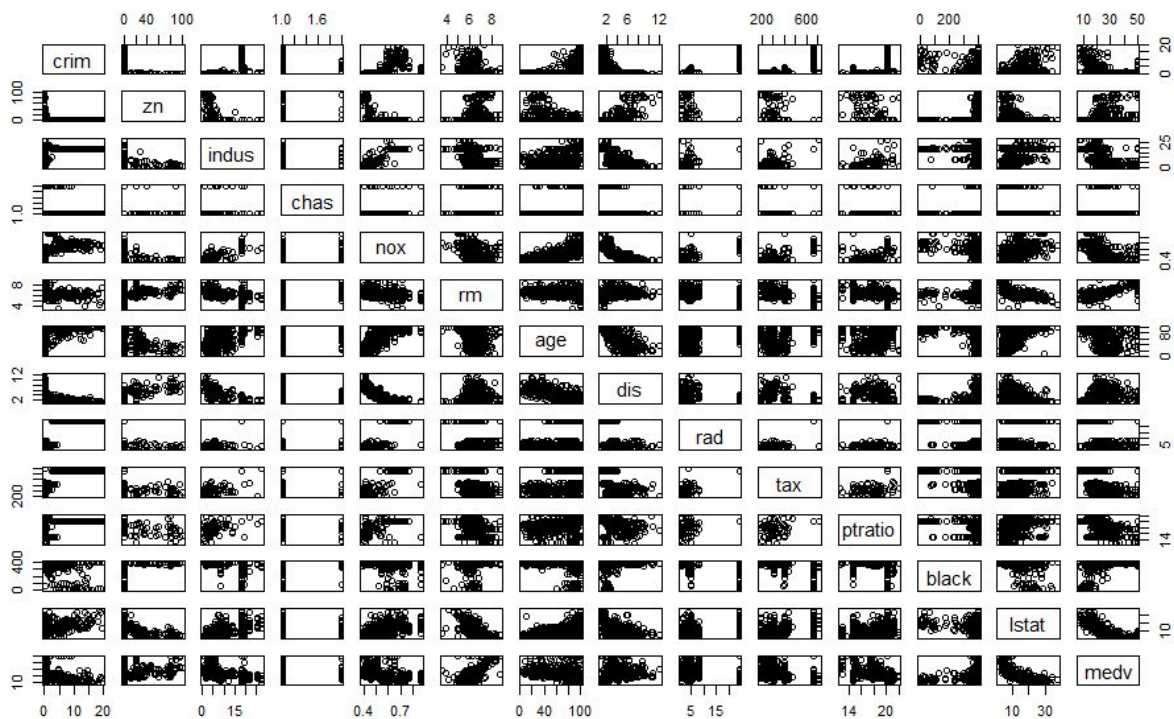 0 40 100 1.0 1.6 4 6 8 2 6 12 200 600 0 200 10 30 50
crim 0 20
0 100 zn
indus 0 25
1.0 chas
nox 0.4
4 8 rm
age 0 80
2 12 dis
rad 5
200 tax
ptratio 14
0 400 black
lstat 10
10 medv
0 10 20 0 15 0.4 0.7 0 40 100 5 15 14 20 10 30